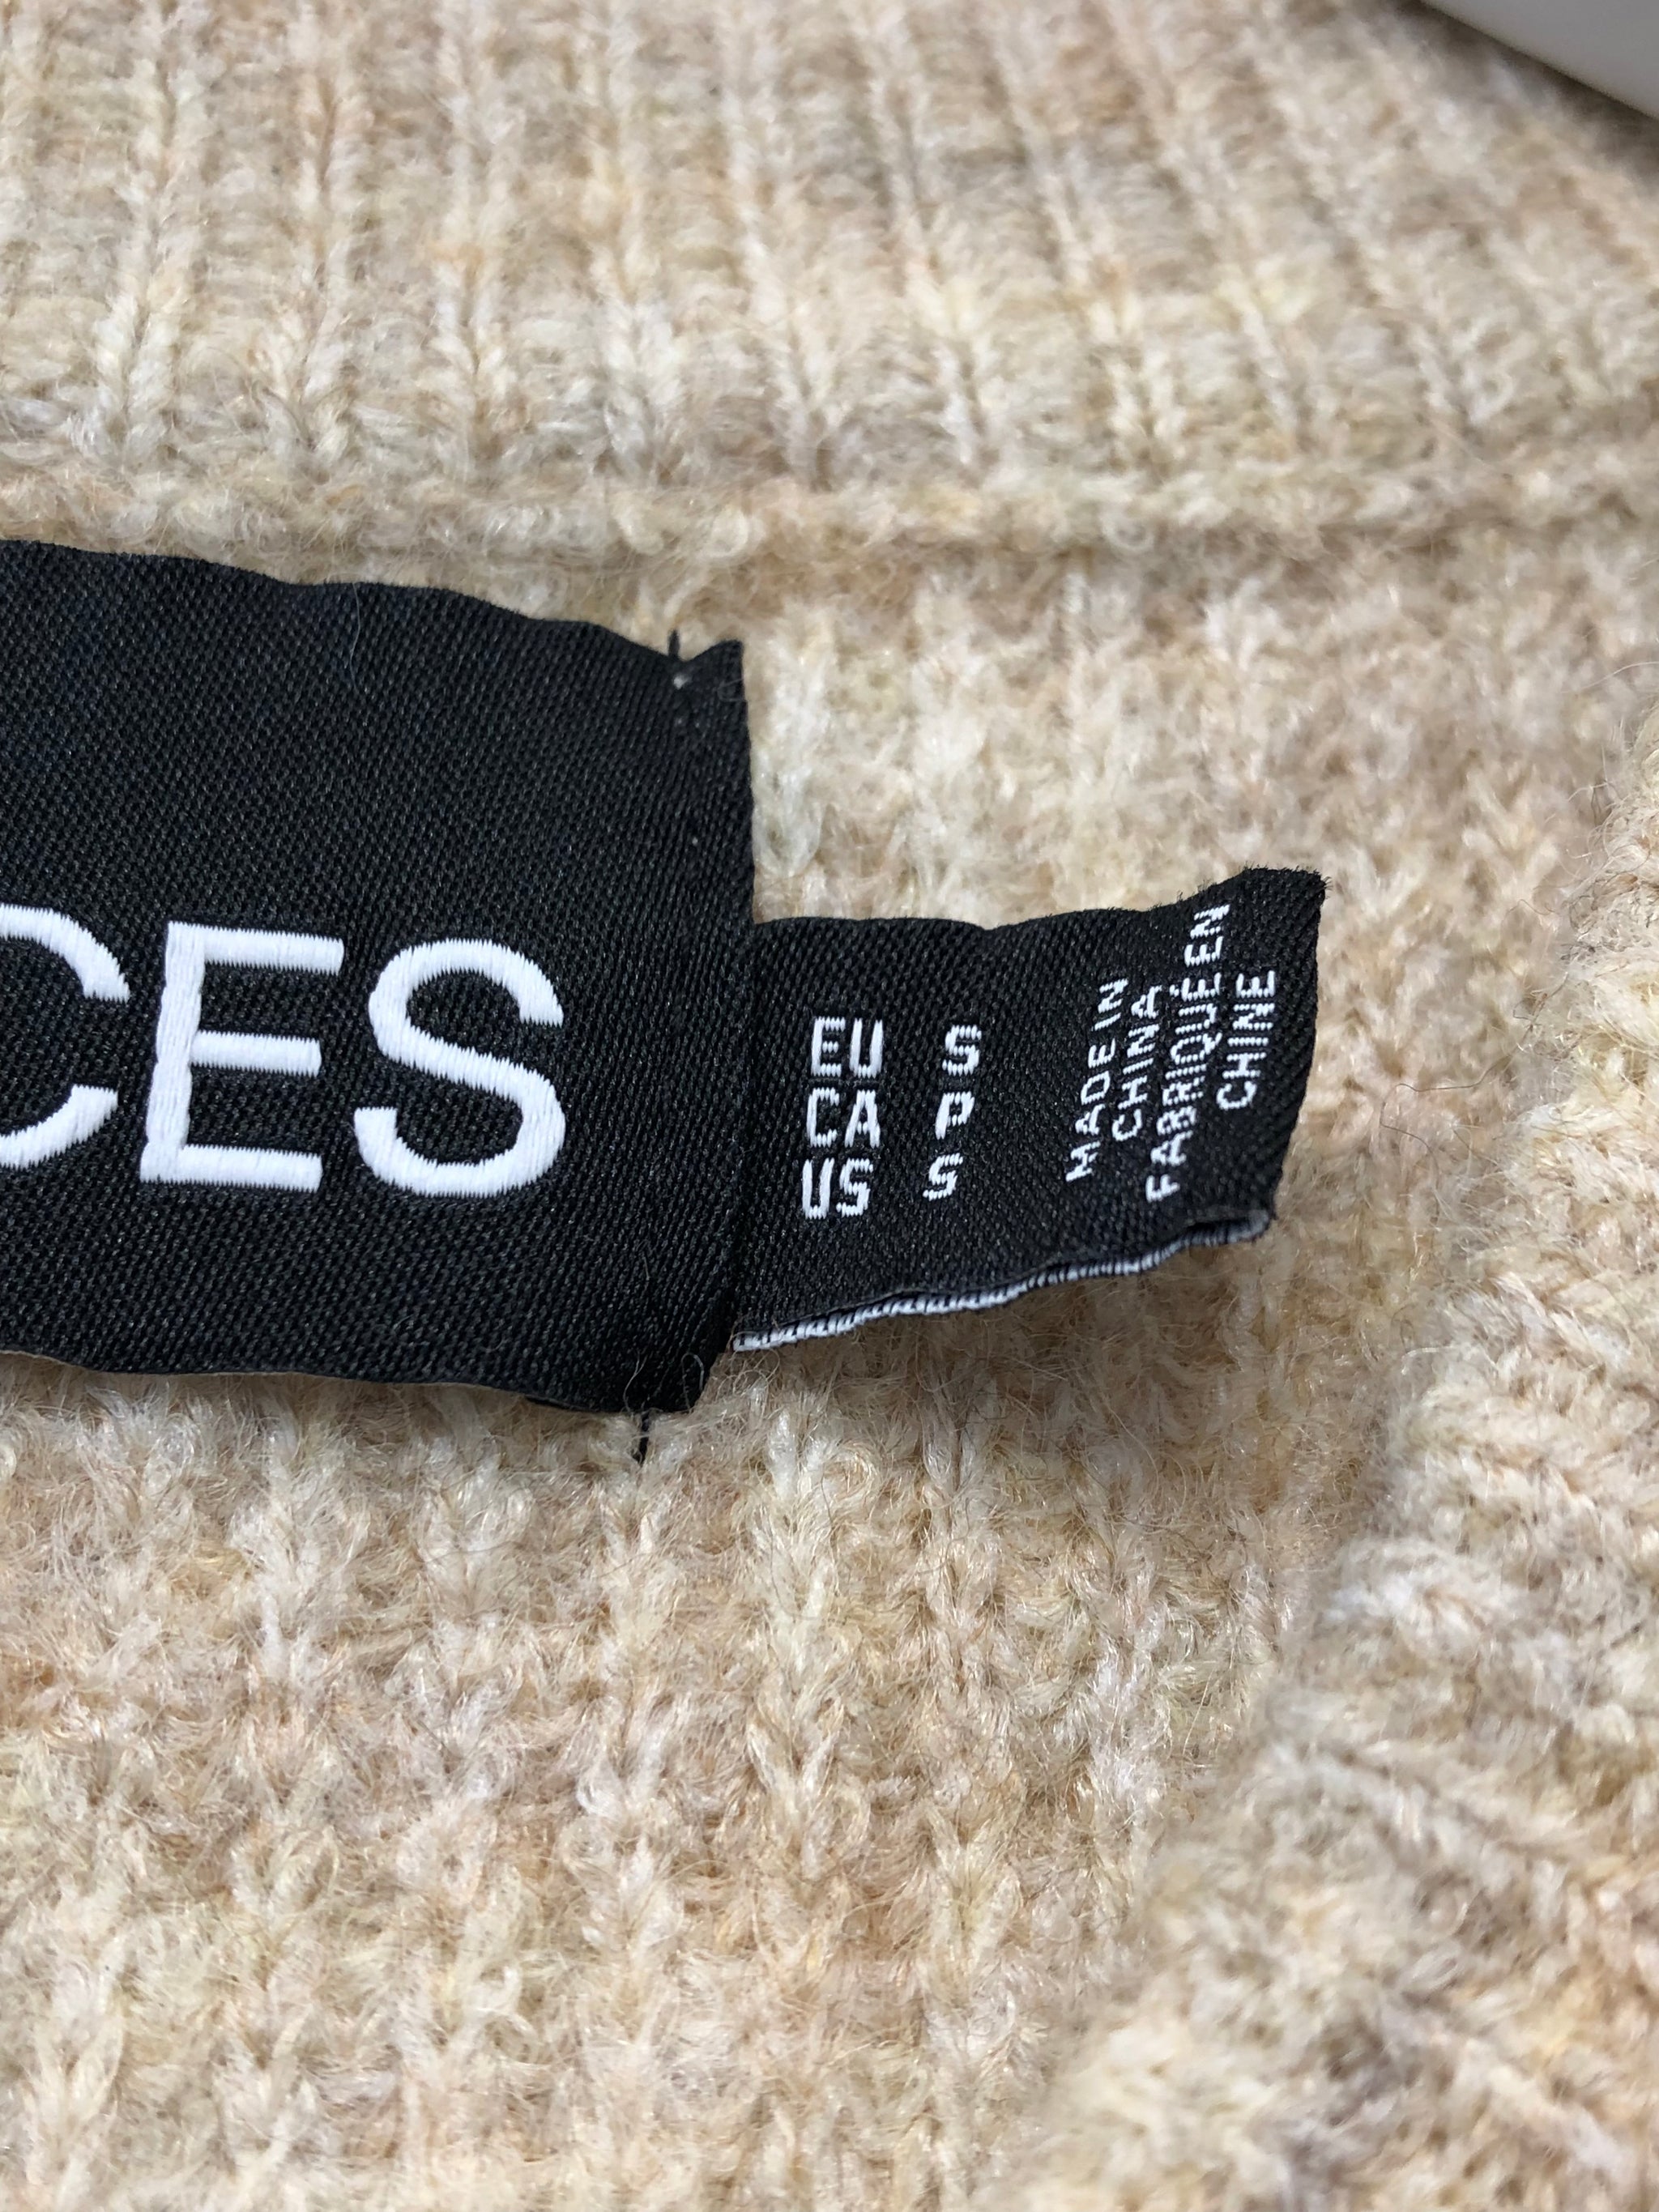 CES
EU S
CA P
US S
MADE IN
CHINA
FABRIQUÉ EN
CHINE